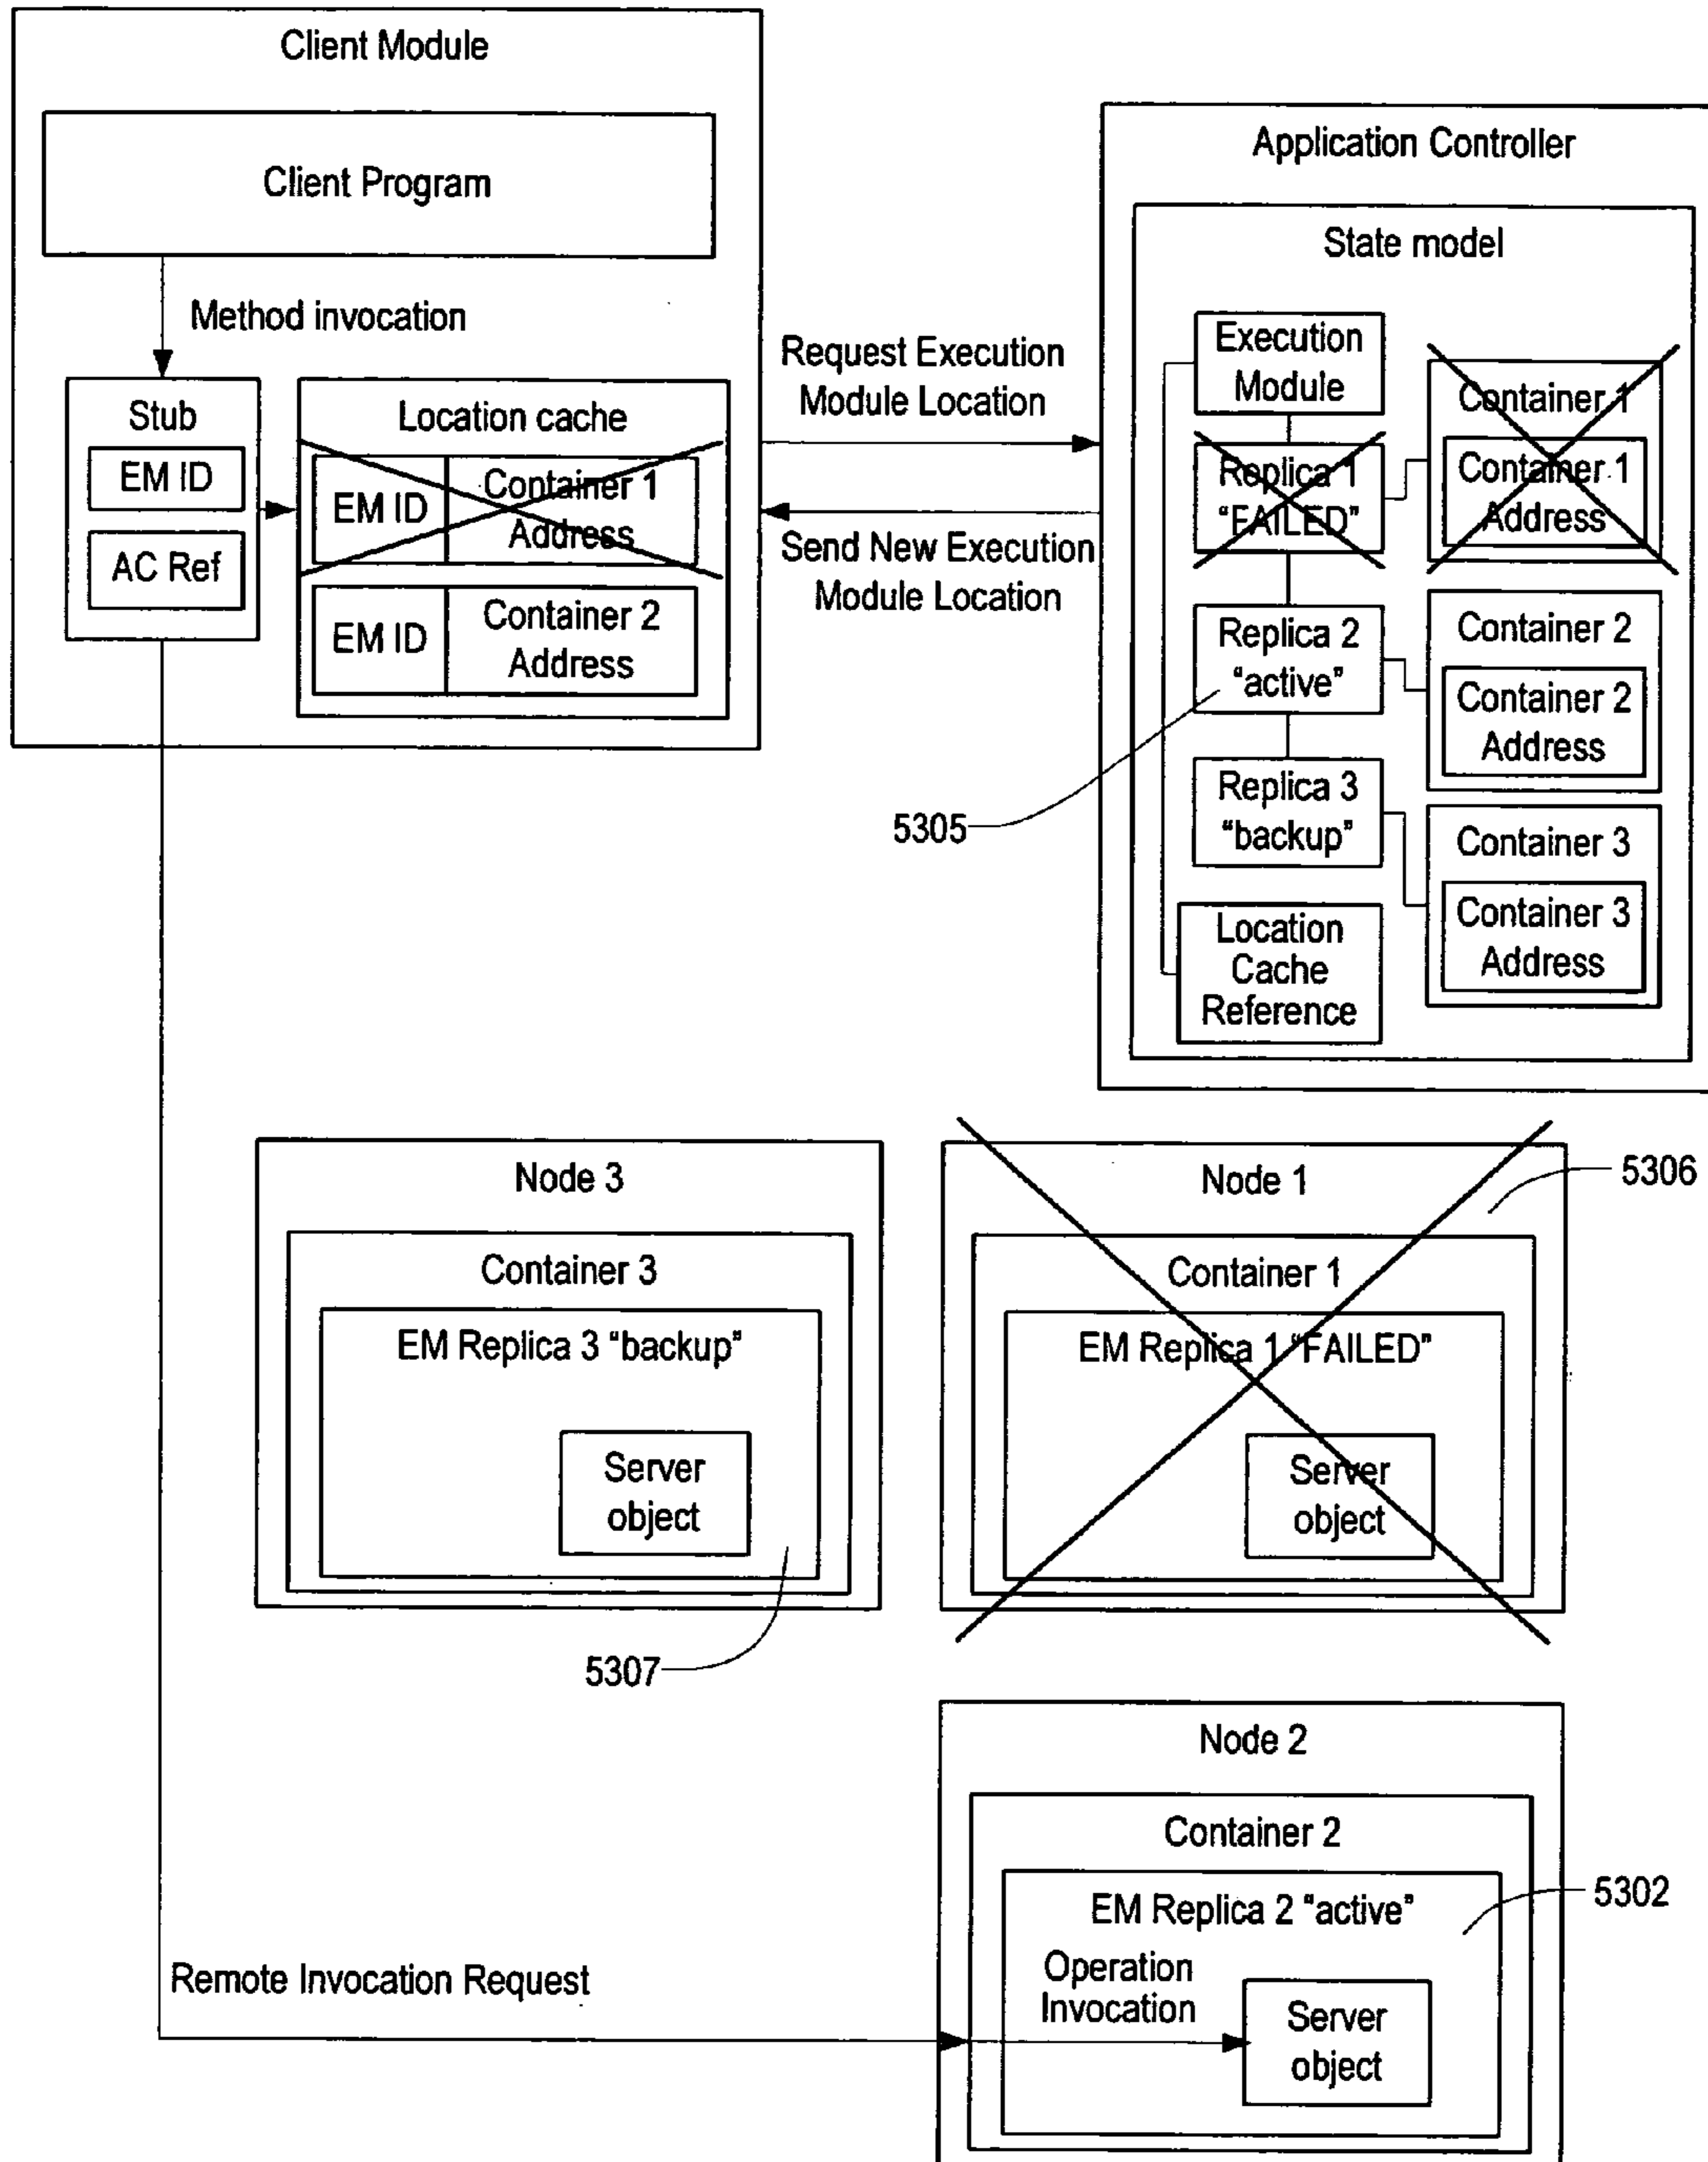 Client Module
Client Program
Method invocation
Stub
EM ID
AC Ref
Location cache
EM ID
Container 1
Address
EM ID
Container 2
Address
Request Execution
Module Location
Send New Execution
Module Location
Application Controller
State model
Execution
Module
Replica 1
"FAILED"
Replica 2
"active"
Replica 3
"backup"
Location
Cache
Reference
Container 1
Container 1
Address
Container 2
Container 2
Address
Container 3
Container 3
Address
5305
Node 3
Container 3
EM Replica 3 "backup"
Server
object
5307
Node 1
Container 1
EM Replica 1 "FAILED"
Server
object
5306
Node 2
Container 2
EM Replica 2 "active"
Operation
Invocation
Server
object
5302
Remote Invocation Request